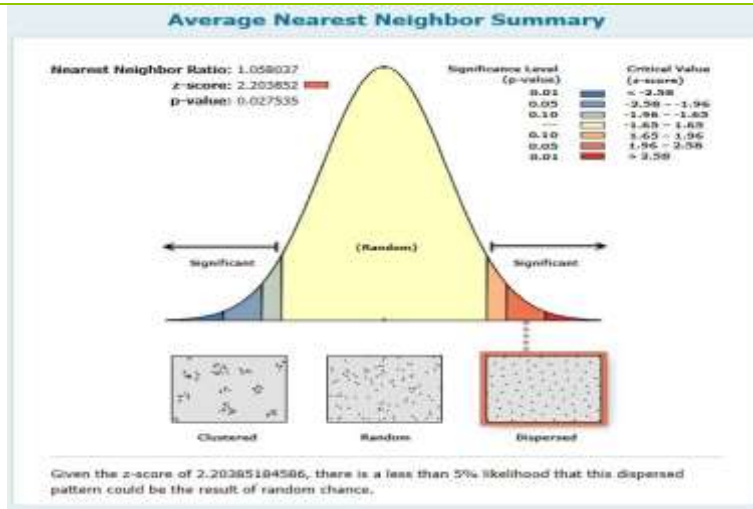 Average Nearest Neighbor Summary
Nearest Neighbor Ratio: 1.058037
z-score: 2.203852
p-value: 0.027535
Significance Level (p-value)
Critical Value (z-score)
0.01 < -2.58
0.05 -2.58 - -1.96
0.10 -1.96 - -1.65
— -1.65 - 1.65
0.10 1.65 - 1.96
0.05 1.96 - 2.58
0.01 > 2.58
(Random)
Significant
Significant
Clustered
Random
Dispersed
Given the z-score of 2.20385184586, there is a less than 5% likelihood that this dispersed
pattern could be the result of random chance.